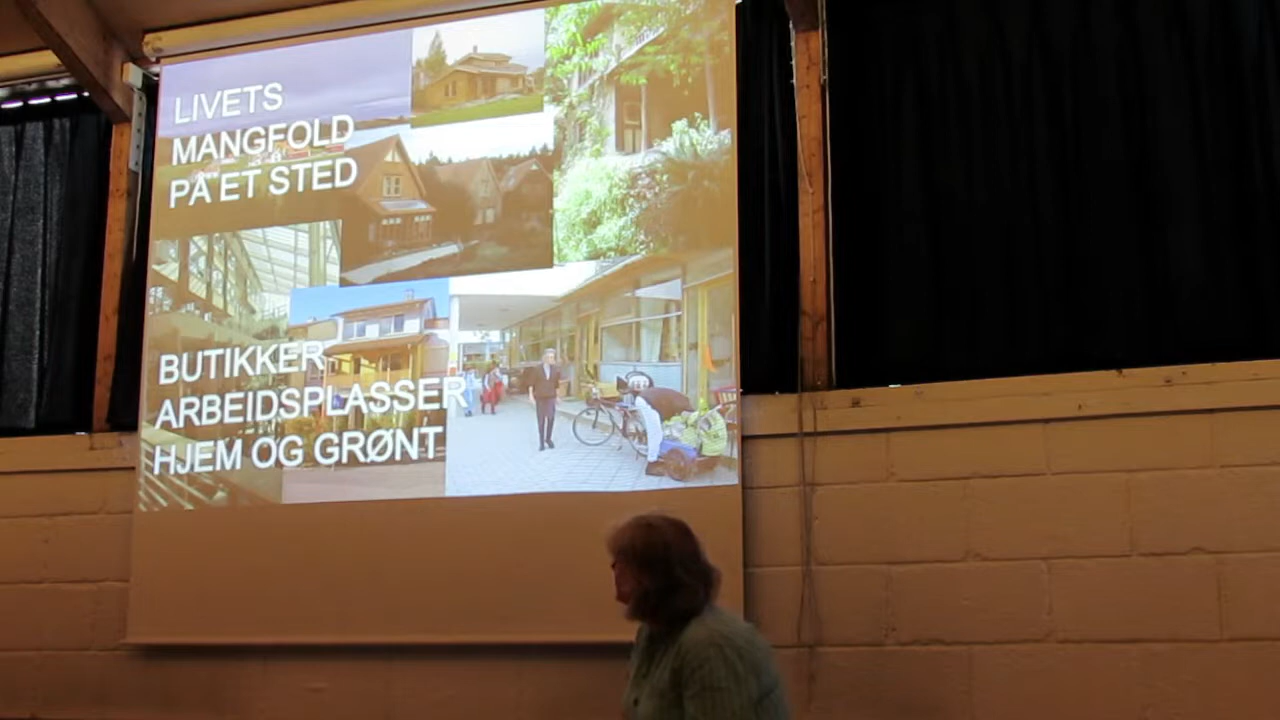 LIVETS
MANGFOLD
PÅ ET STED
BUTIKKER
ARBEIDSPLASSER
HJEM OG GRØNT